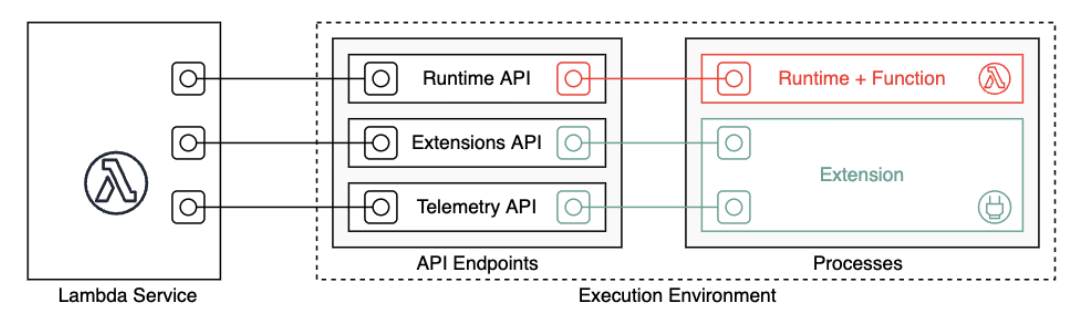 Runtime API
Runtime + Function
Extensions API
Extension
Telemetry API
API Endpoints
Processes
Lambda Service
Execution Environment